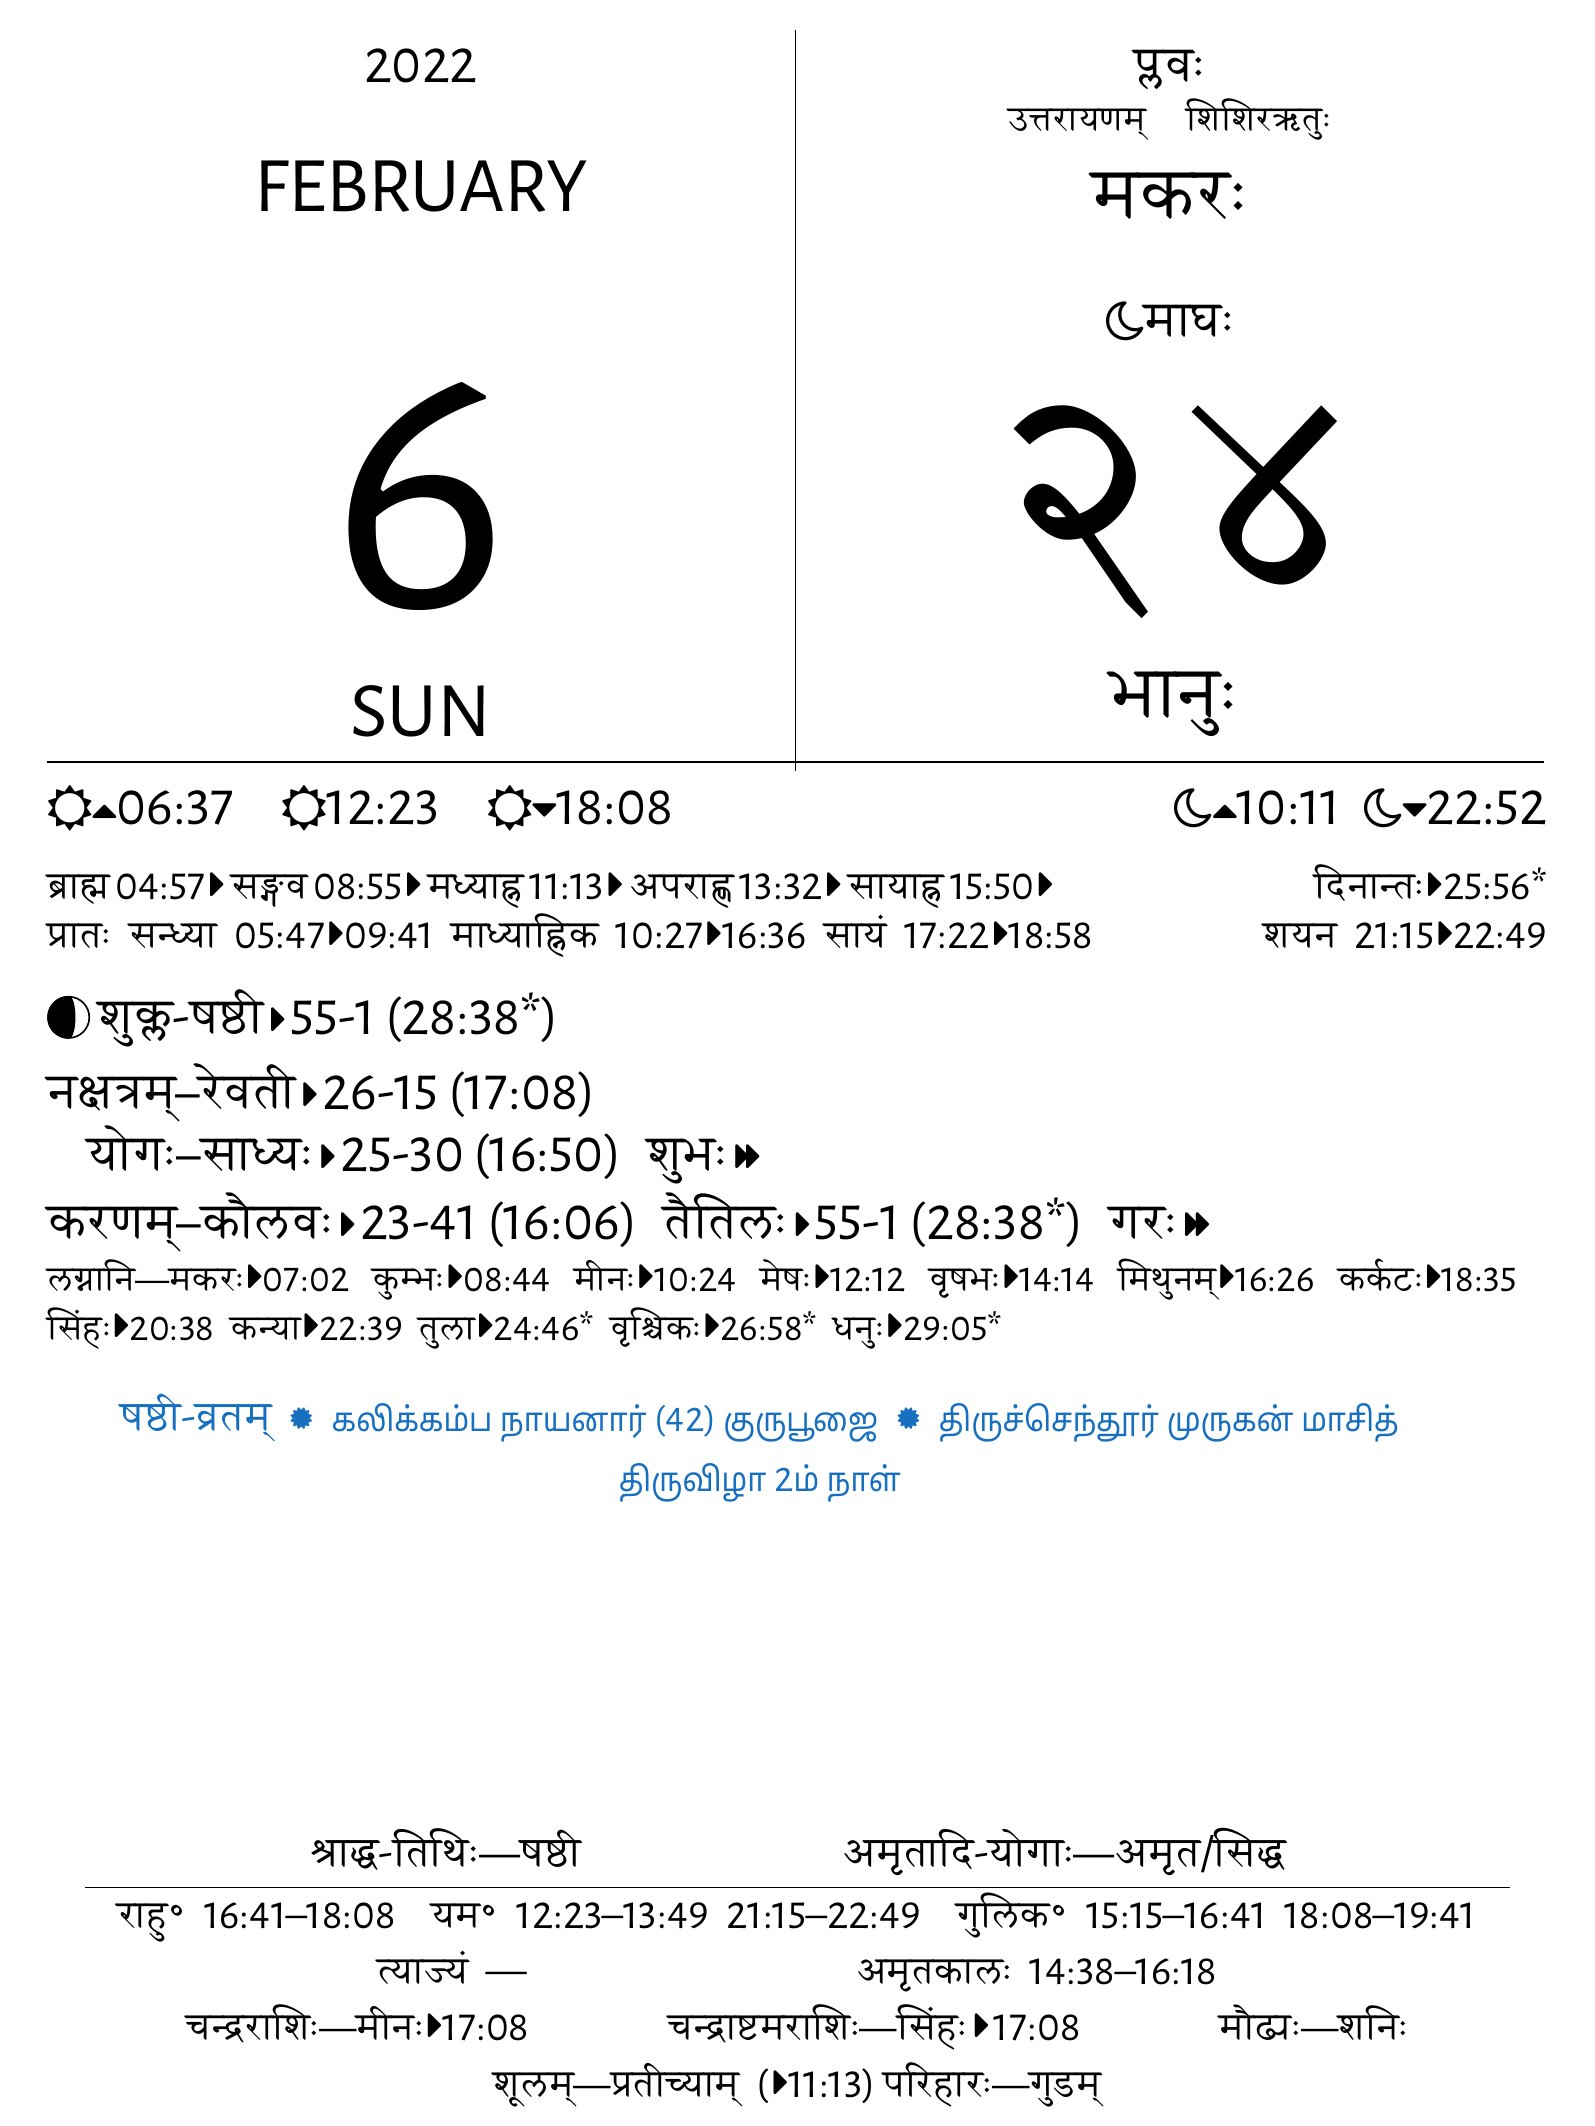 2022
FEBRUARY
6
SUN
प्लवः
उत्तरायणम् शिशिरऋतुः
मकरः
माघः
२४
भानुः
06:37 12:23 18:08 10:11 22:52
ब्राह्म 04:57 सङ्गव 08:55 मध्याह्न 11:13 अपराह्ण 13:32 सायाह्न 15:50 दिनान्तः 25:56*
प्रातः सन्ध्या 05:47 09:41 माध्याह्निक 10:27 16:36 सायं 17:22 18:58 शयन 21:15 22:49
शुक्ल-षष्ठी 55-1 (28:38*)
नक्षत्रम्–रेवती 26-15 (17:08)
योगः–साध्यः 25-30 (16:50) शुभः
करणम्–कौलवः 23-41 (16:06) तैतिलः 55-1 (28:38*) गरः
लग्नानि—मकरः 07:02 कुम्भः 08:44 मीनः 10:24 मेषः 12:12 वृषभः 14:14 मिथुनम् 16:26 कर्कटः 18:35
सिंहः 20:38 कन्या 22:39 तुला 24:46* वृश्चिकः 26:58* धनुः 29:05*
षष्ठी-व्रतम् கலிக்கம்ப நாயனார் (42) குருபூஜை திருச்செந்தூர் முருகன் மாசித்
திருவிழா 2ம் நாள்
श्राद्ध-तिथिः—षष्ठी अमृतादि-योगाः—अमृत/सिद्ध
राहु॰ 16:41–18:08 यम॰ 12:23–13:49 21:15–22:49 गुलिक॰ 15:15–16:41 18:08–19:41
त्याज्यं — अमृतकालः 14:38–16:18
चन्द्रराशिः—मीनः 17:08 चन्द्राष्टमराशिः—सिंहः 17:08 मौढ्यः—शनिः
शूलम्—प्रतीच्याम् ( 11:13) परिहारः—गुडम्